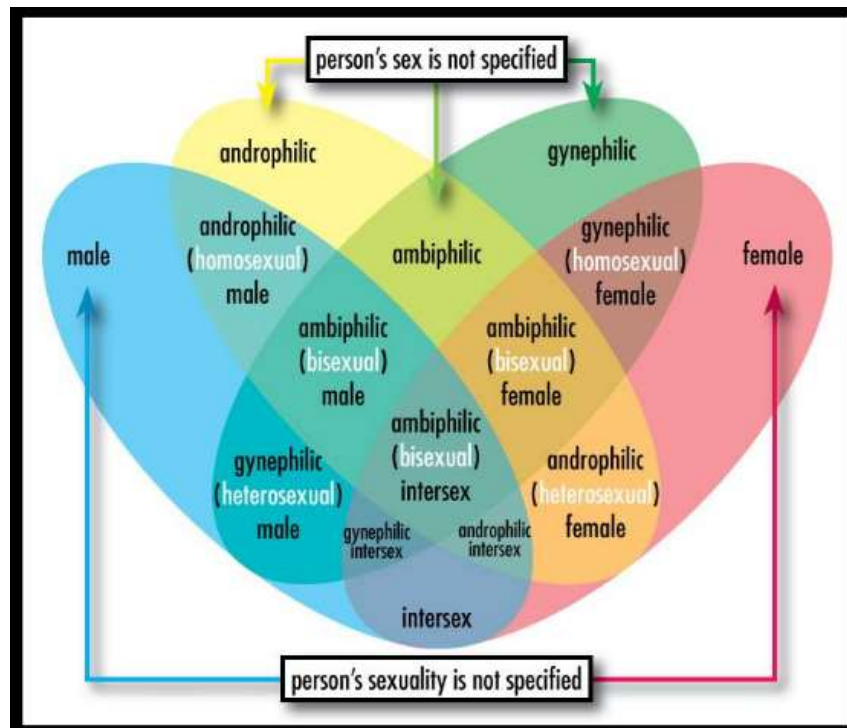 person's sex is not specified
androphilic
gynephilic
male
androphilic
(homosexual)
male
ambiphilic
gynephilic
(homosexual)
female
female
ambiphilic
(bisexual)
male
ambiphilic
(bisexual)
female
gynephilic
(heterosexual)
male
ambiphilic
(bisexual)
intersex
androphilic
(heterosexual)
female
gynephilic
intersex
androphilic
intersex
intersex
person's sexuality is not specified